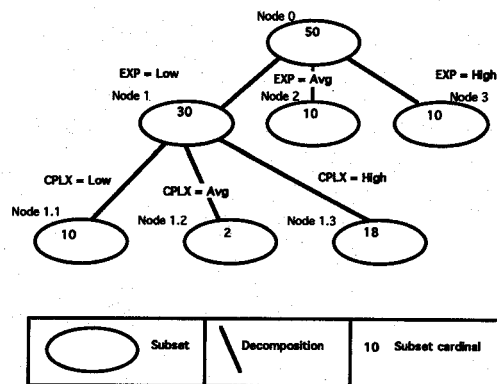 Node 0
50
EXP = Low
EXP = Avg
EXP = High
Node 1
Node 2
Node 3
30
10
10
CPLX = Low
CPLX = Avg
CPLX = High
Node 1.1
Node 1.2
Node 1.3
10
2
18
Subset
Decomposition
10 Subset cardinal